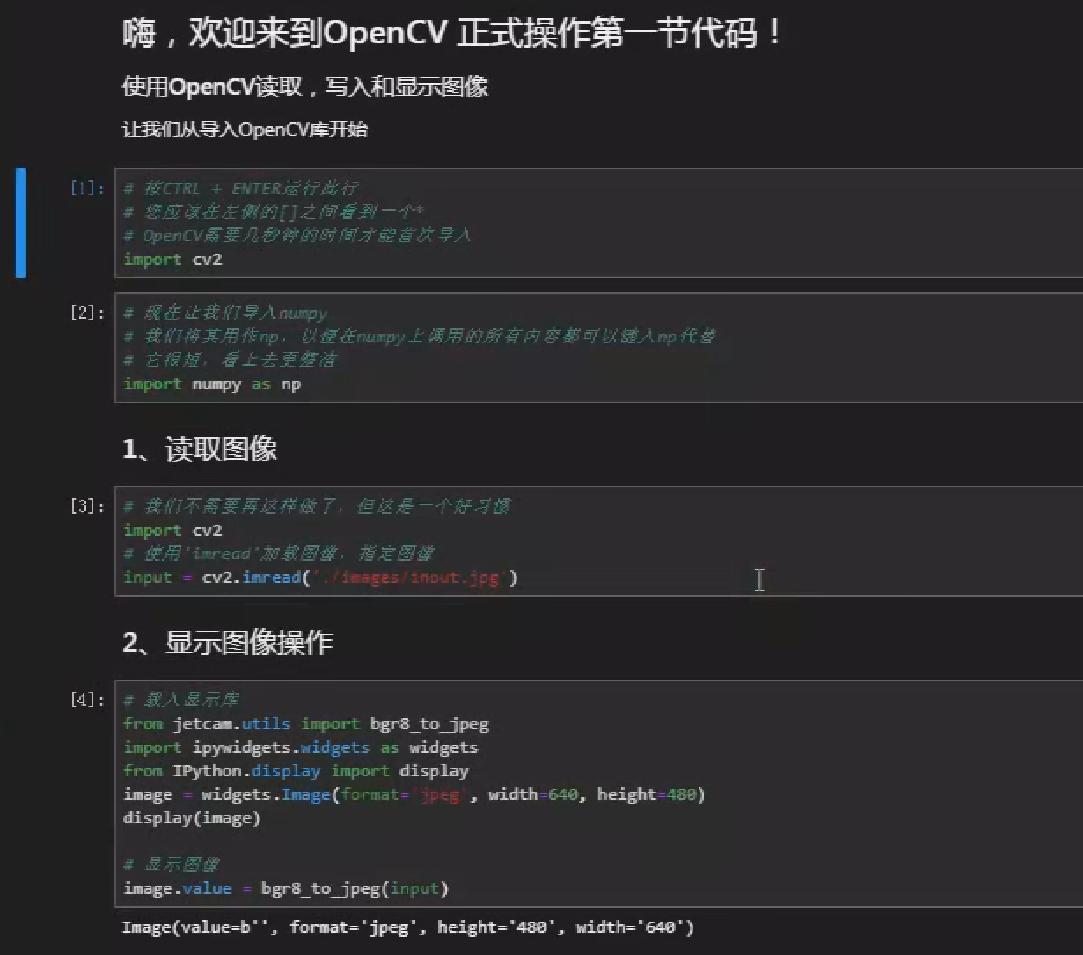 嗨，欢迎来到OpenCV 正式操作第一节代码！
使用OpenCV读取，写入和显示图像
让我们从导入OpenCV库开始
[1]:
# 按CTRL + ENTER运行此行
# 您应该在左侧的[]之间看到一个*
# OpenCV需要几秒钟的时间才能首次导入
import cv2
[2]:
# 现在让我们导入numpy
# 我们将其用作np，以便在numpy上调用的所有内容都可以键入np代替
# 它很短，看上去更整洁
import numpy as np
1、读取图像
[3]:
# 我们不需要再这样做了，但这是一个好习惯
import cv2
# 使用'imread'加载图像，指定图像
input = cv2.imread('./images/inout.jpg')
2、显示图像操作
[4]:
# 载入显示库
from jetcam.utils import bgr8_to_jpeg
import ipywidgets.widgets as widgets
from IPython.display import display
image = widgets.Image(format='jpeg', width=640, height=480)
display(image)
# 显示图像
image.value = bgr8_to_jpeg(input)
Image(value=b'', format='jpeg', height='480', width='640')